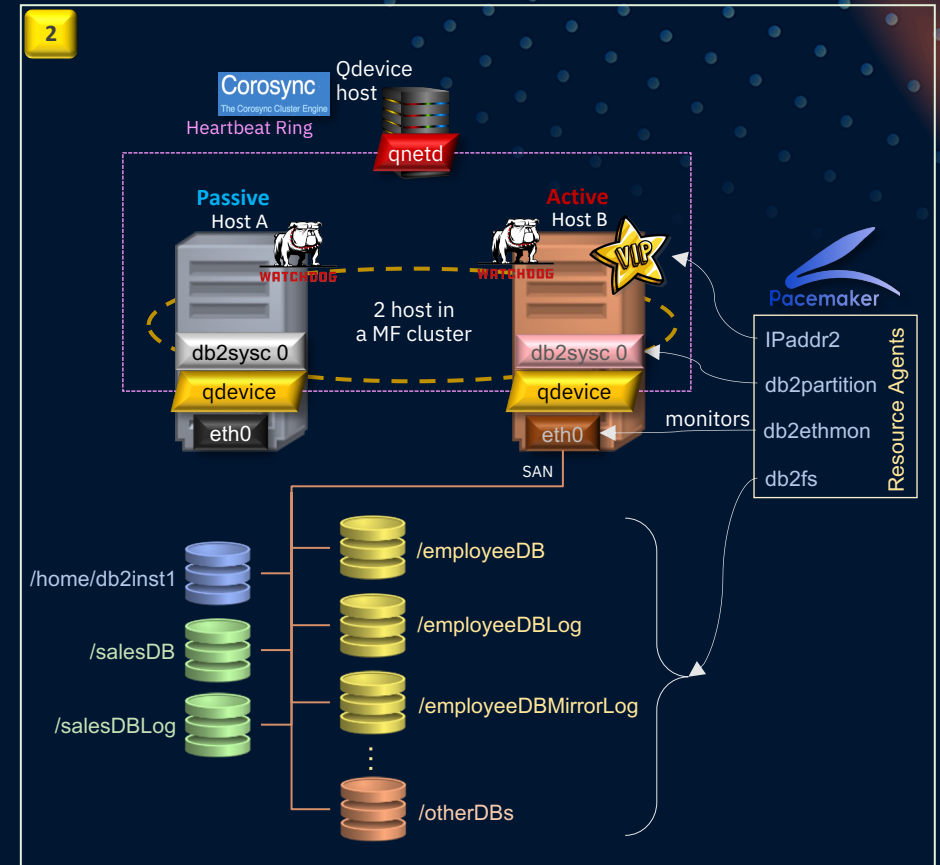 2
Corosync
The Corosync Cluster Engine
Qdevice
host
Heartbeat Ring
qnetd
Passive
Host A
WATCHDOG
Active
Host B
WATCHDOG
VIP
Pacemaker
2 host in
a MF cluster
db2sysc 0
qdevice
eth0
db2sysc 0
qdevice
eth0
monitors
IPaddr2
db2partition
db2ethmon
db2fs
Resource Agents
SAN
/home/db2inst1
/salesDB
/salesDBLog
/employeeDB
/employeeDBLog
/employeeDBMirrorLog
/otherDBs